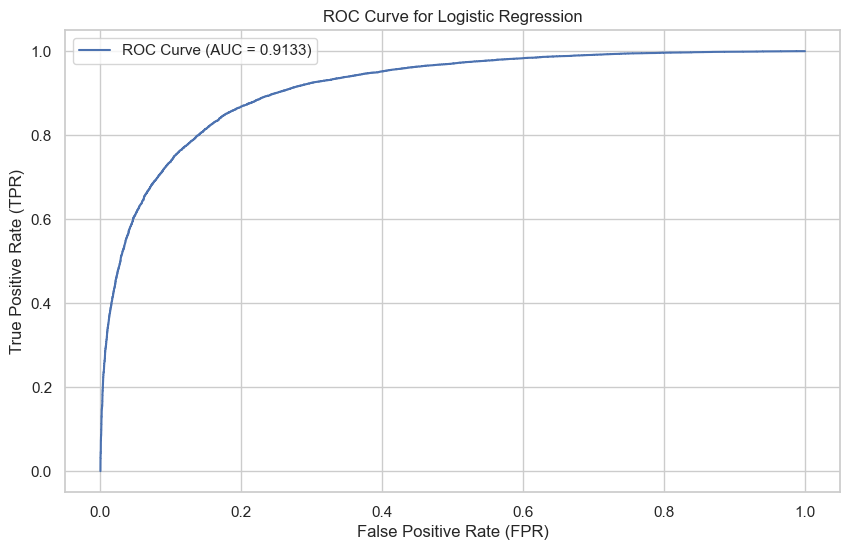 ROC Curve for Logistic Regression
ROC Curve (AUC = 0.9133)
True Positive Rate (TPR)
1.0
0.8
0.6
0.4
0.2
0.0
0.0 0.2 0.4 0.6 0.8 1.0
False Positive Rate (FPR)